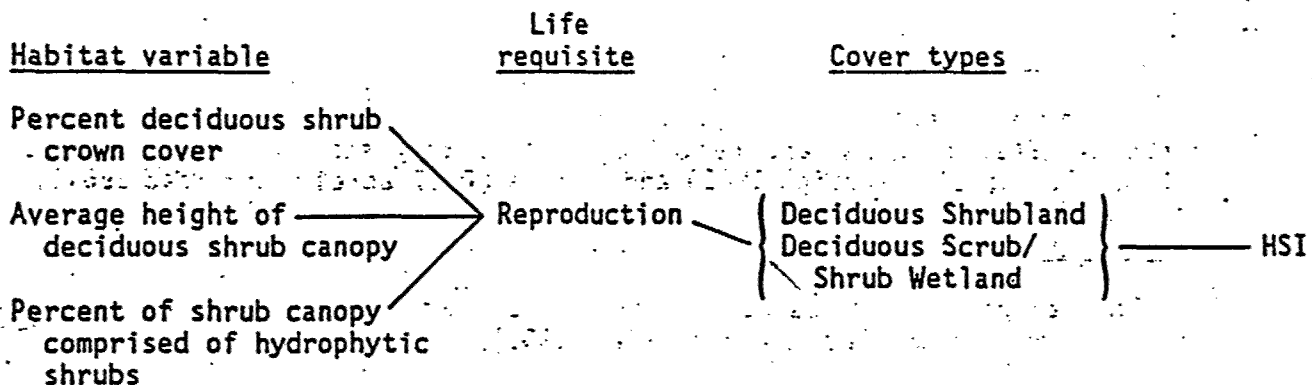 Life
Habitat variable requisite Cover types
Percent deciduous shrub
crown cover
Average height of Reproduction Deciduous Shrubland HSI
deciduous shrub canopy Deciduous Scrub/
Shrub Wetland
Percent of shrub canopy
comprised of hydrophytic
shrubs